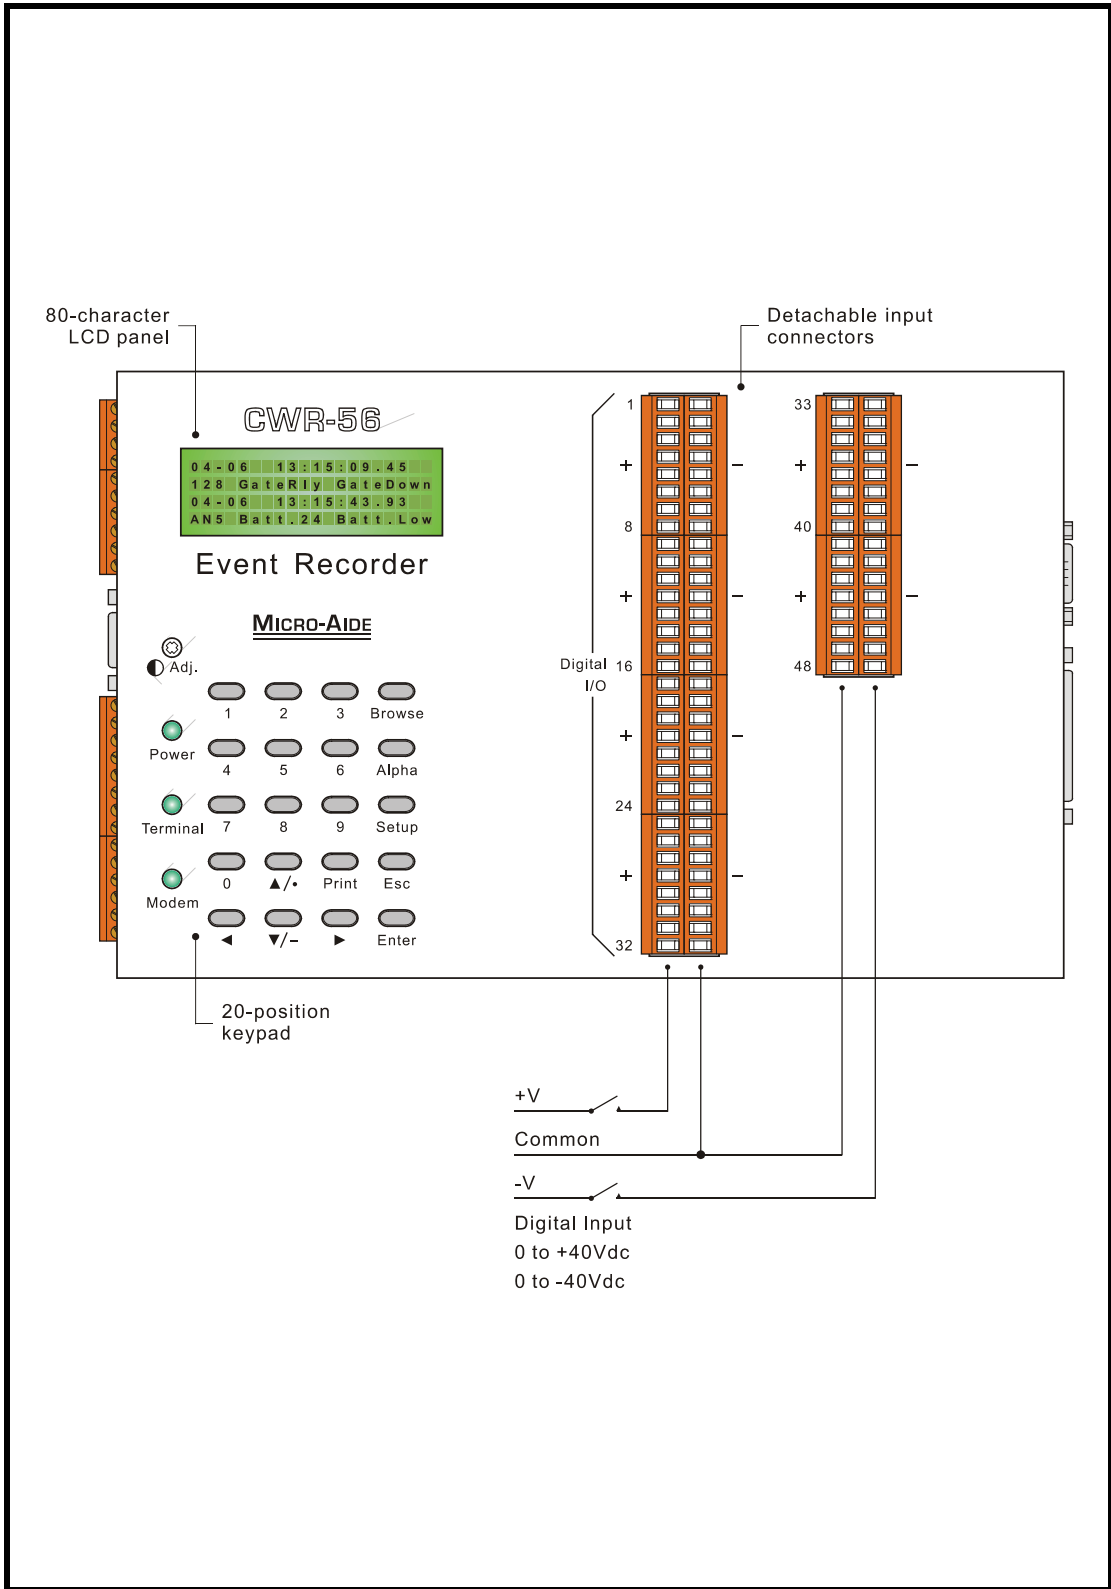 80-character
LCD panel
Detachable input
connectors
CWR-56
04-06 13:15:09.45
128 GateRly GateDown
04-06 13:15:43.93
AN5 Batt.24 Batt.Low
Event Recorder
MICRO-AIDE
Adj.
Power
Terminal
Modem
1 2 3 Browse
4 5 6 Alpha
7 8 9 Setup
0 ▲/• Print Esc
◄ ▼/– ► Enter
20-position
keypad
Digital
I/O
1
+ –
8
+ –
16
+ –
24
+ –
32
33
+ –
40
+ –
48
+V
Common
-V
Digital Input
0 to +40Vdc
0 to -40Vdc